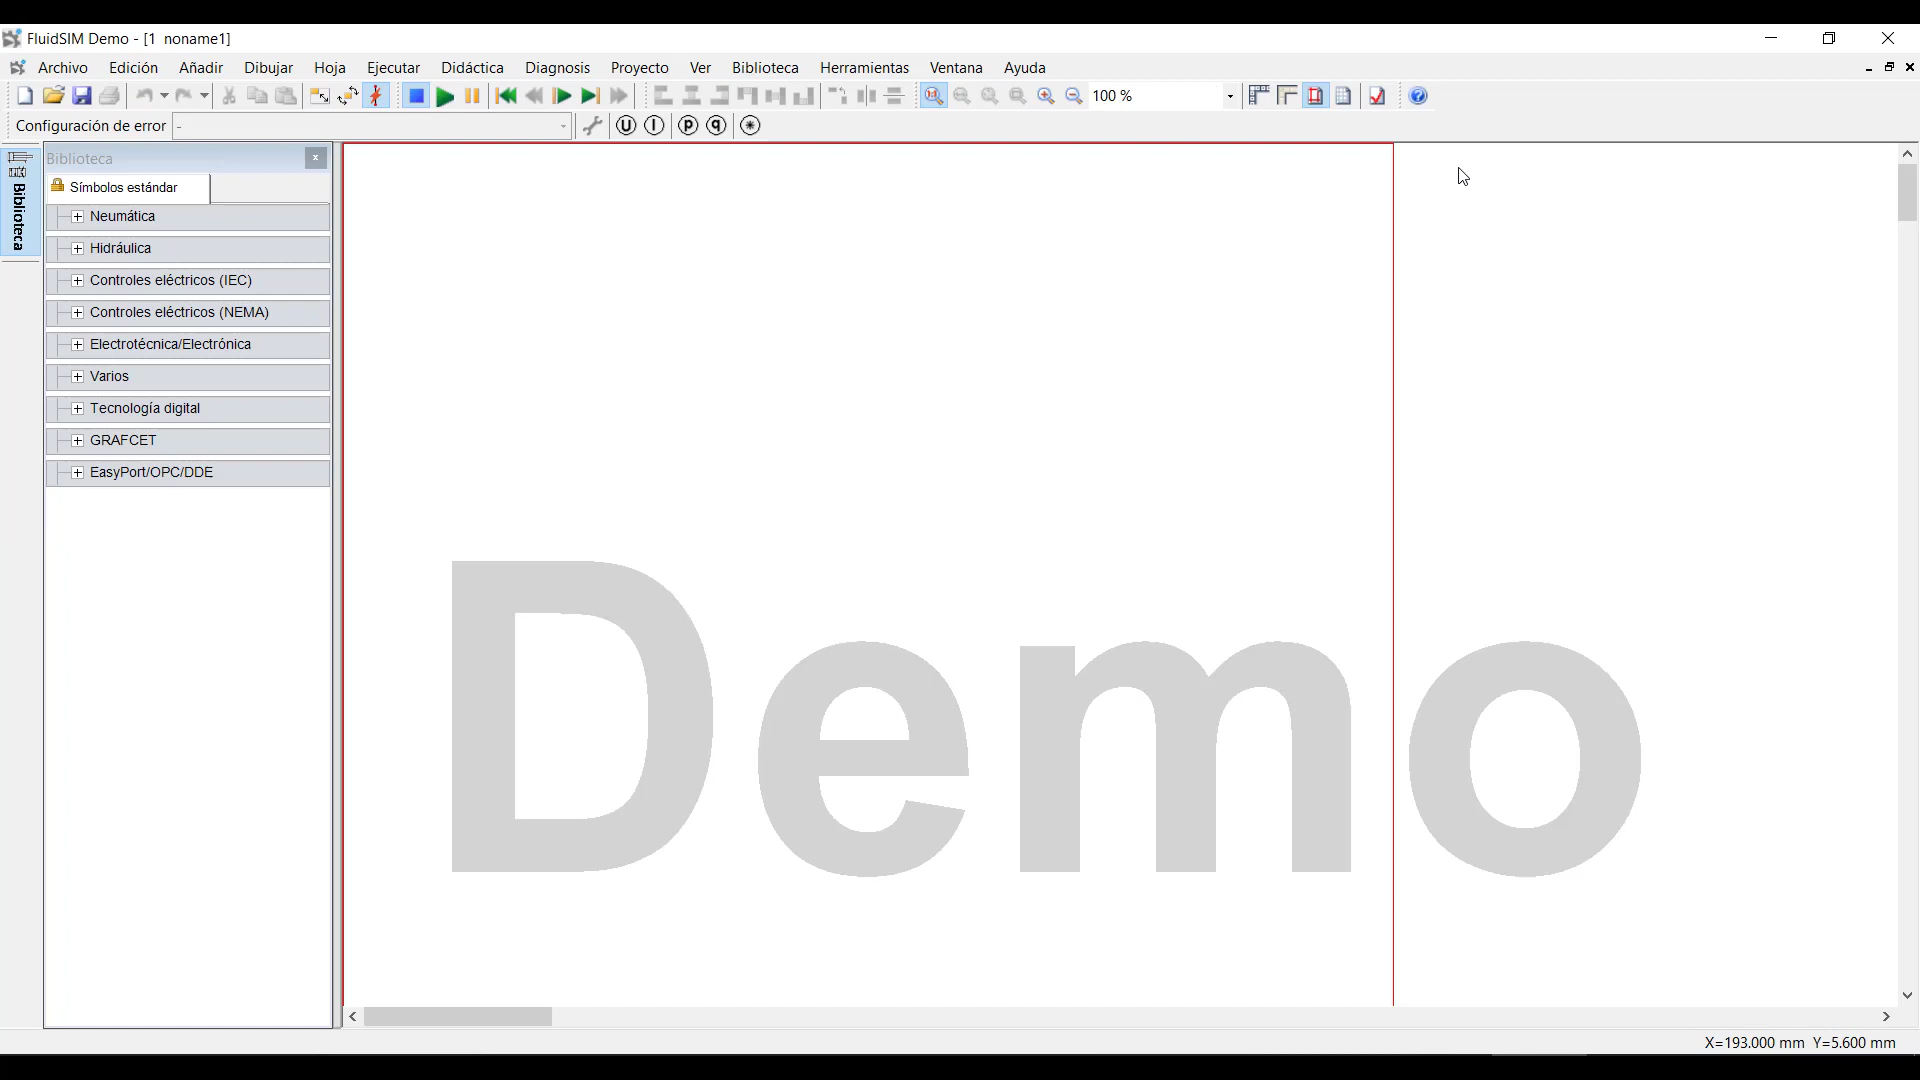 FluidSIM Demo - [1 noname1]
Archivo Edición Añadir Dibujar Hoja Ejecutar Didáctica Diagnosis Proyecto Ver Biblioteca Herramientas Ventana Ayuda
100 %
Configuración de error -
Biblioteca
Biblioteca
Símbolos estándar
Neumática
Hidráulica
Controles eléctricos (IEC)
Controles eléctricos (NEMA)
Electrotécnica/Electrónica
Varios
Tecnología digital
GRAFCET
EasyPort/OPC/DDE
Demo
X=193.000 mm Y=5.600 mm